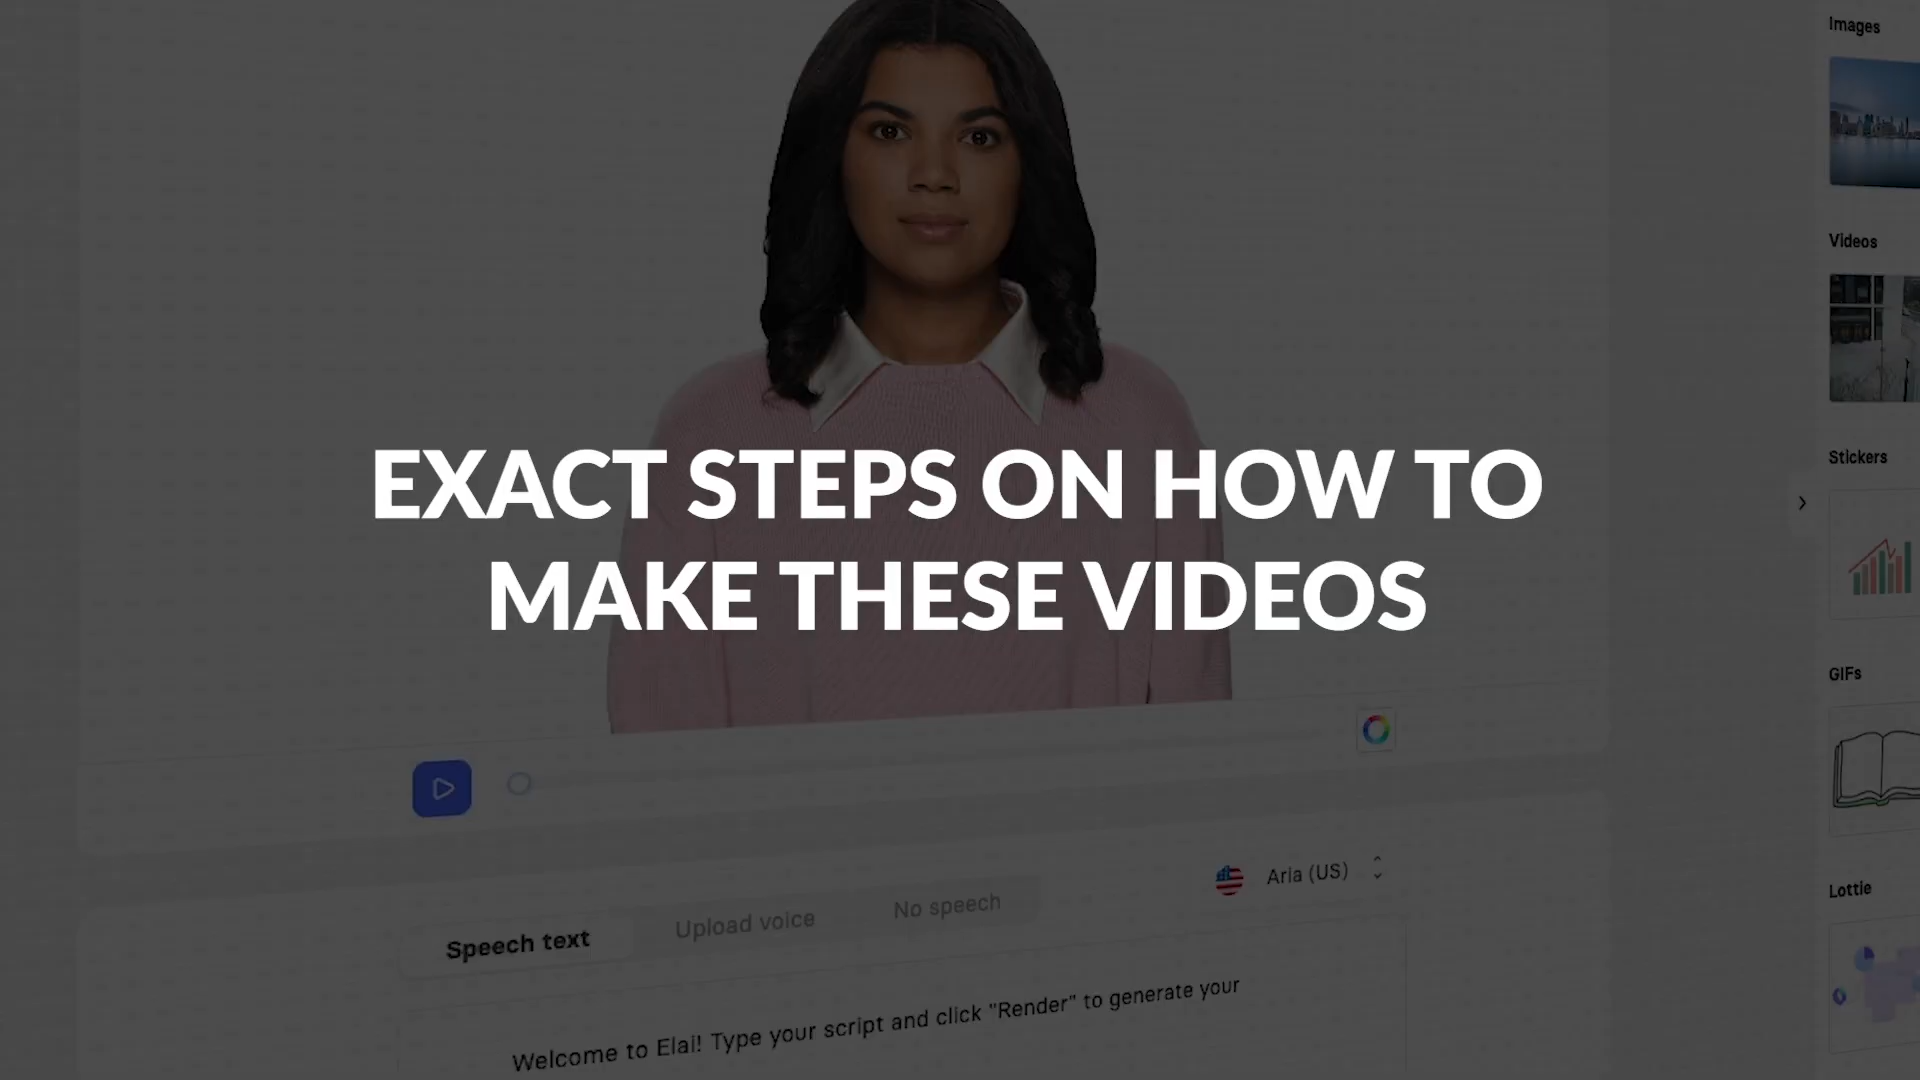 EXACT STEPS ON HOW TO
MAKE THESE VIDEOS
Images
Videos
Stickers
GIFs
Lottie
Aria (US)
Speech text
Upload voice
No speech
Welcome to Elai! Type your script and click "Render" to generate your